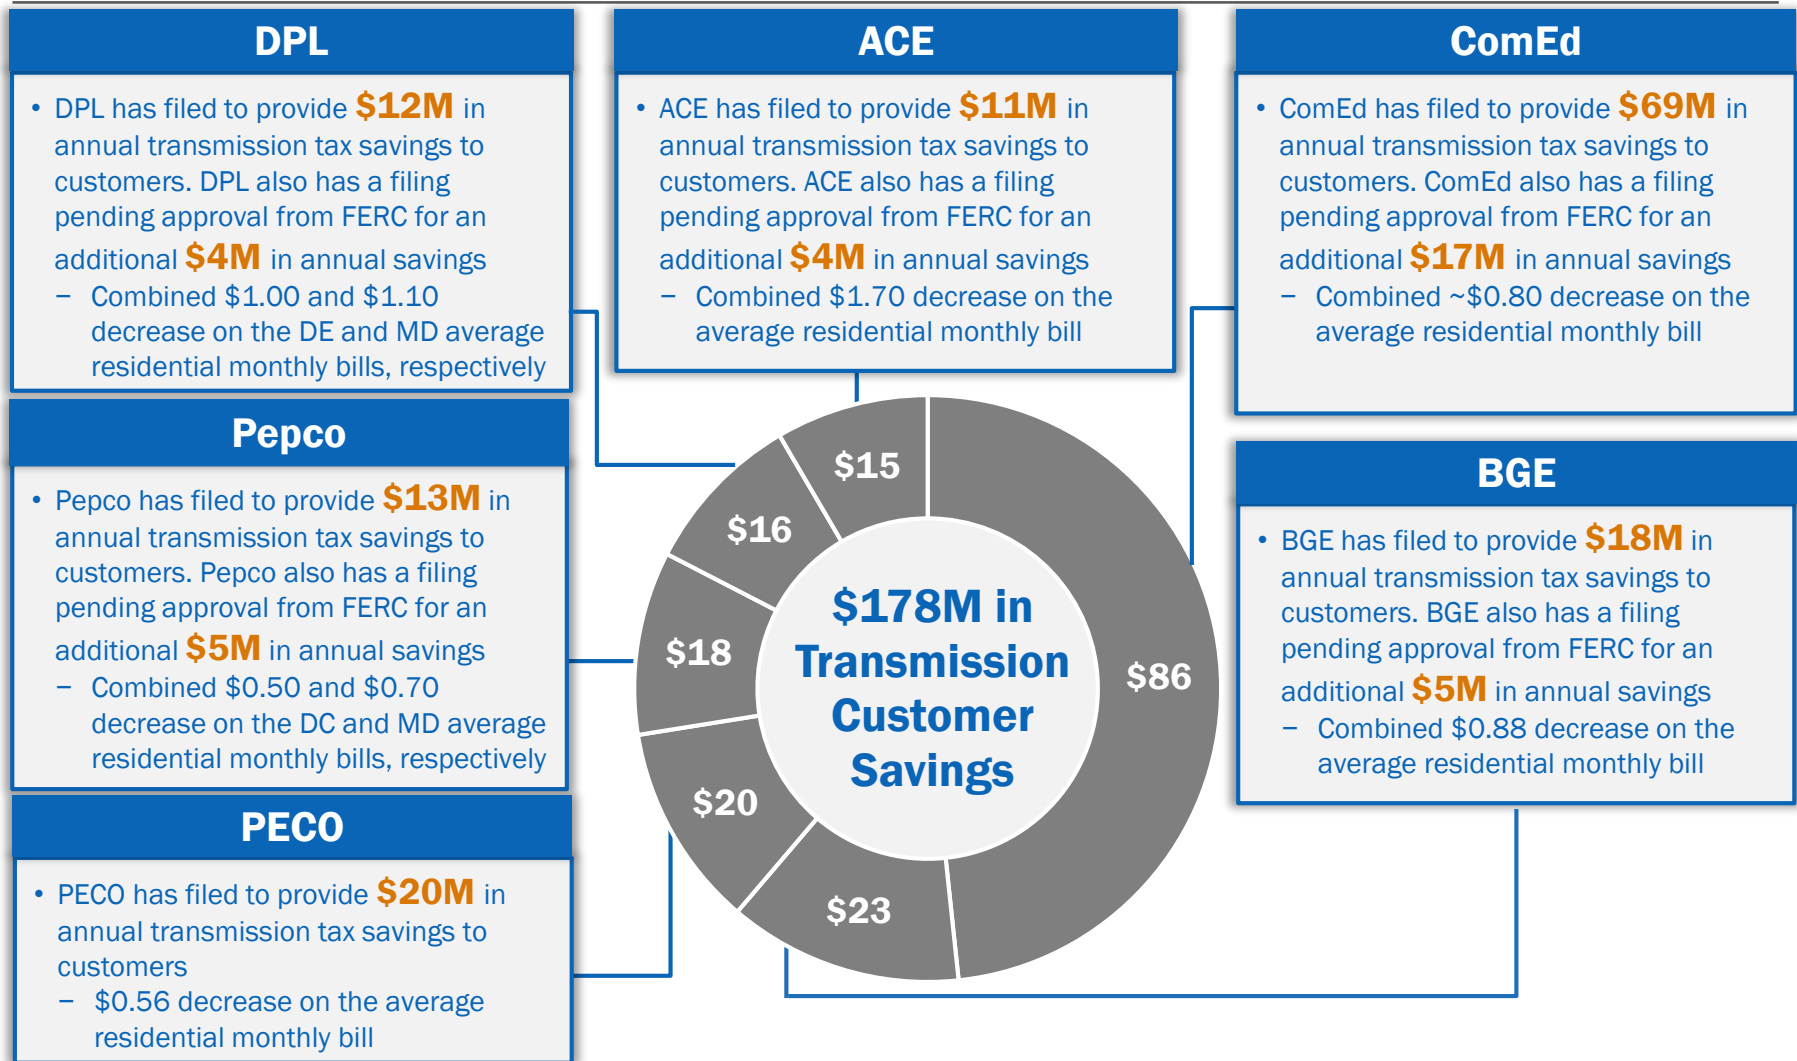 DPL
• DPL has filed to provide $12M in
annual transmission tax savings to
customers. DPL also has a filing
pending approval from FERC for an
additional $4M in annual savings
− Combined $1.00 and $1.10
decrease on the DE and MD average
residential monthly bills, respectively
ACE
• ACE has filed to provide $11M in
annual transmission tax savings to
customers. ACE also has a filing
pending approval from FERC for an
additional $4M in annual savings
− Combined $1.70 decrease on the
average residential monthly bill
ComEd
• ComEd has filed to provide $69M in
annual transmission tax savings to
customers. ComEd also has a filing
pending approval from FERC for an
additional $17M in annual savings
− Combined ~$0.80 decrease on the
average residential monthly bill
Pepco
• Pepco has filed to provide $13M in
annual transmission tax savings to
customers. Pepco also has a filing
pending approval from FERC for an
additional $5M in annual savings
− Combined $0.50 and $0.70
decrease on the DC and MD average
residential monthly bills, respectively
BGE
• BGE has filed to provide $18M in
annual transmission tax savings to
customers. BGE also has a filing
pending approval from FERC for an
additional $5M in annual savings
− Combined $0.88 decrease on the
average residential monthly bill
PECO
• PECO has filed to provide $20M in
annual transmission tax savings to
customers
− $0.56 decrease on the average
residential monthly bill
$15
$16
$18
$20
$23
$86
$178M in
Transmission
Customer
Savings